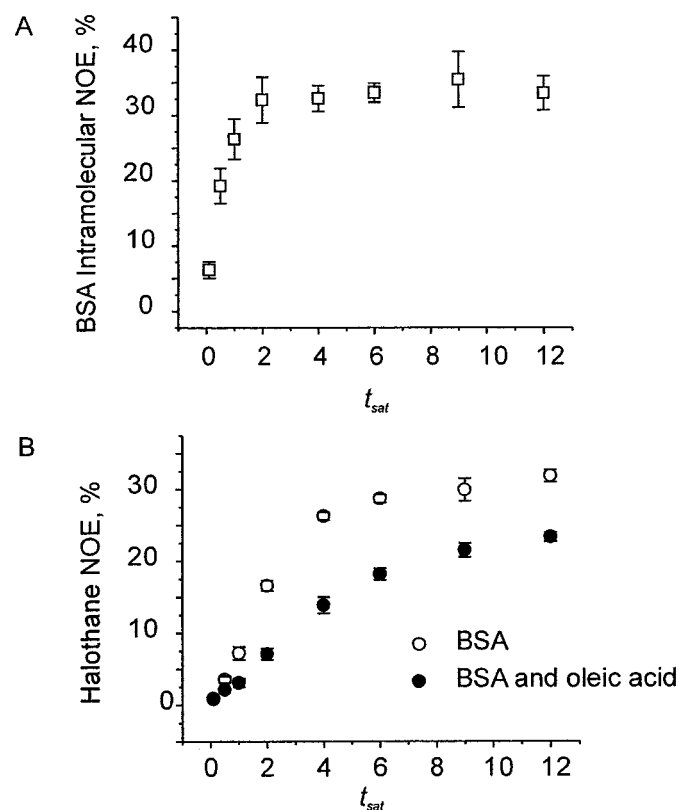 A
BSA Intramolecular NOE, %
40
30
20
10
0
0 2 4 6 8 10 12
tsat
B
Halothane NOE, %
30
20
10
0
BSA
BSA and oleic acid
0 2 4 6 8 10 12
tsat